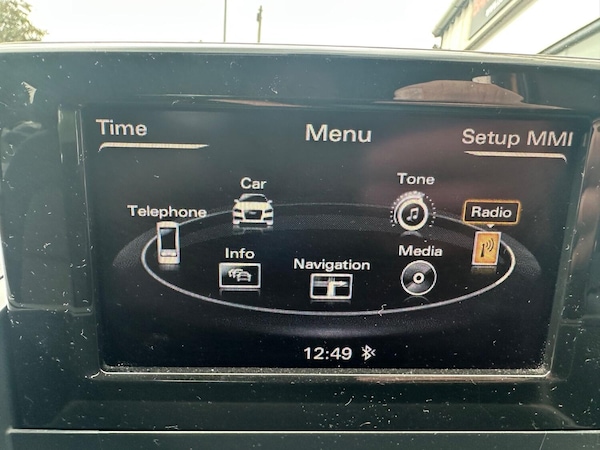 Time
Menu
Setup MMI
Car
Tone
Telephone
Radio
Info
Navigation
Media
12:49